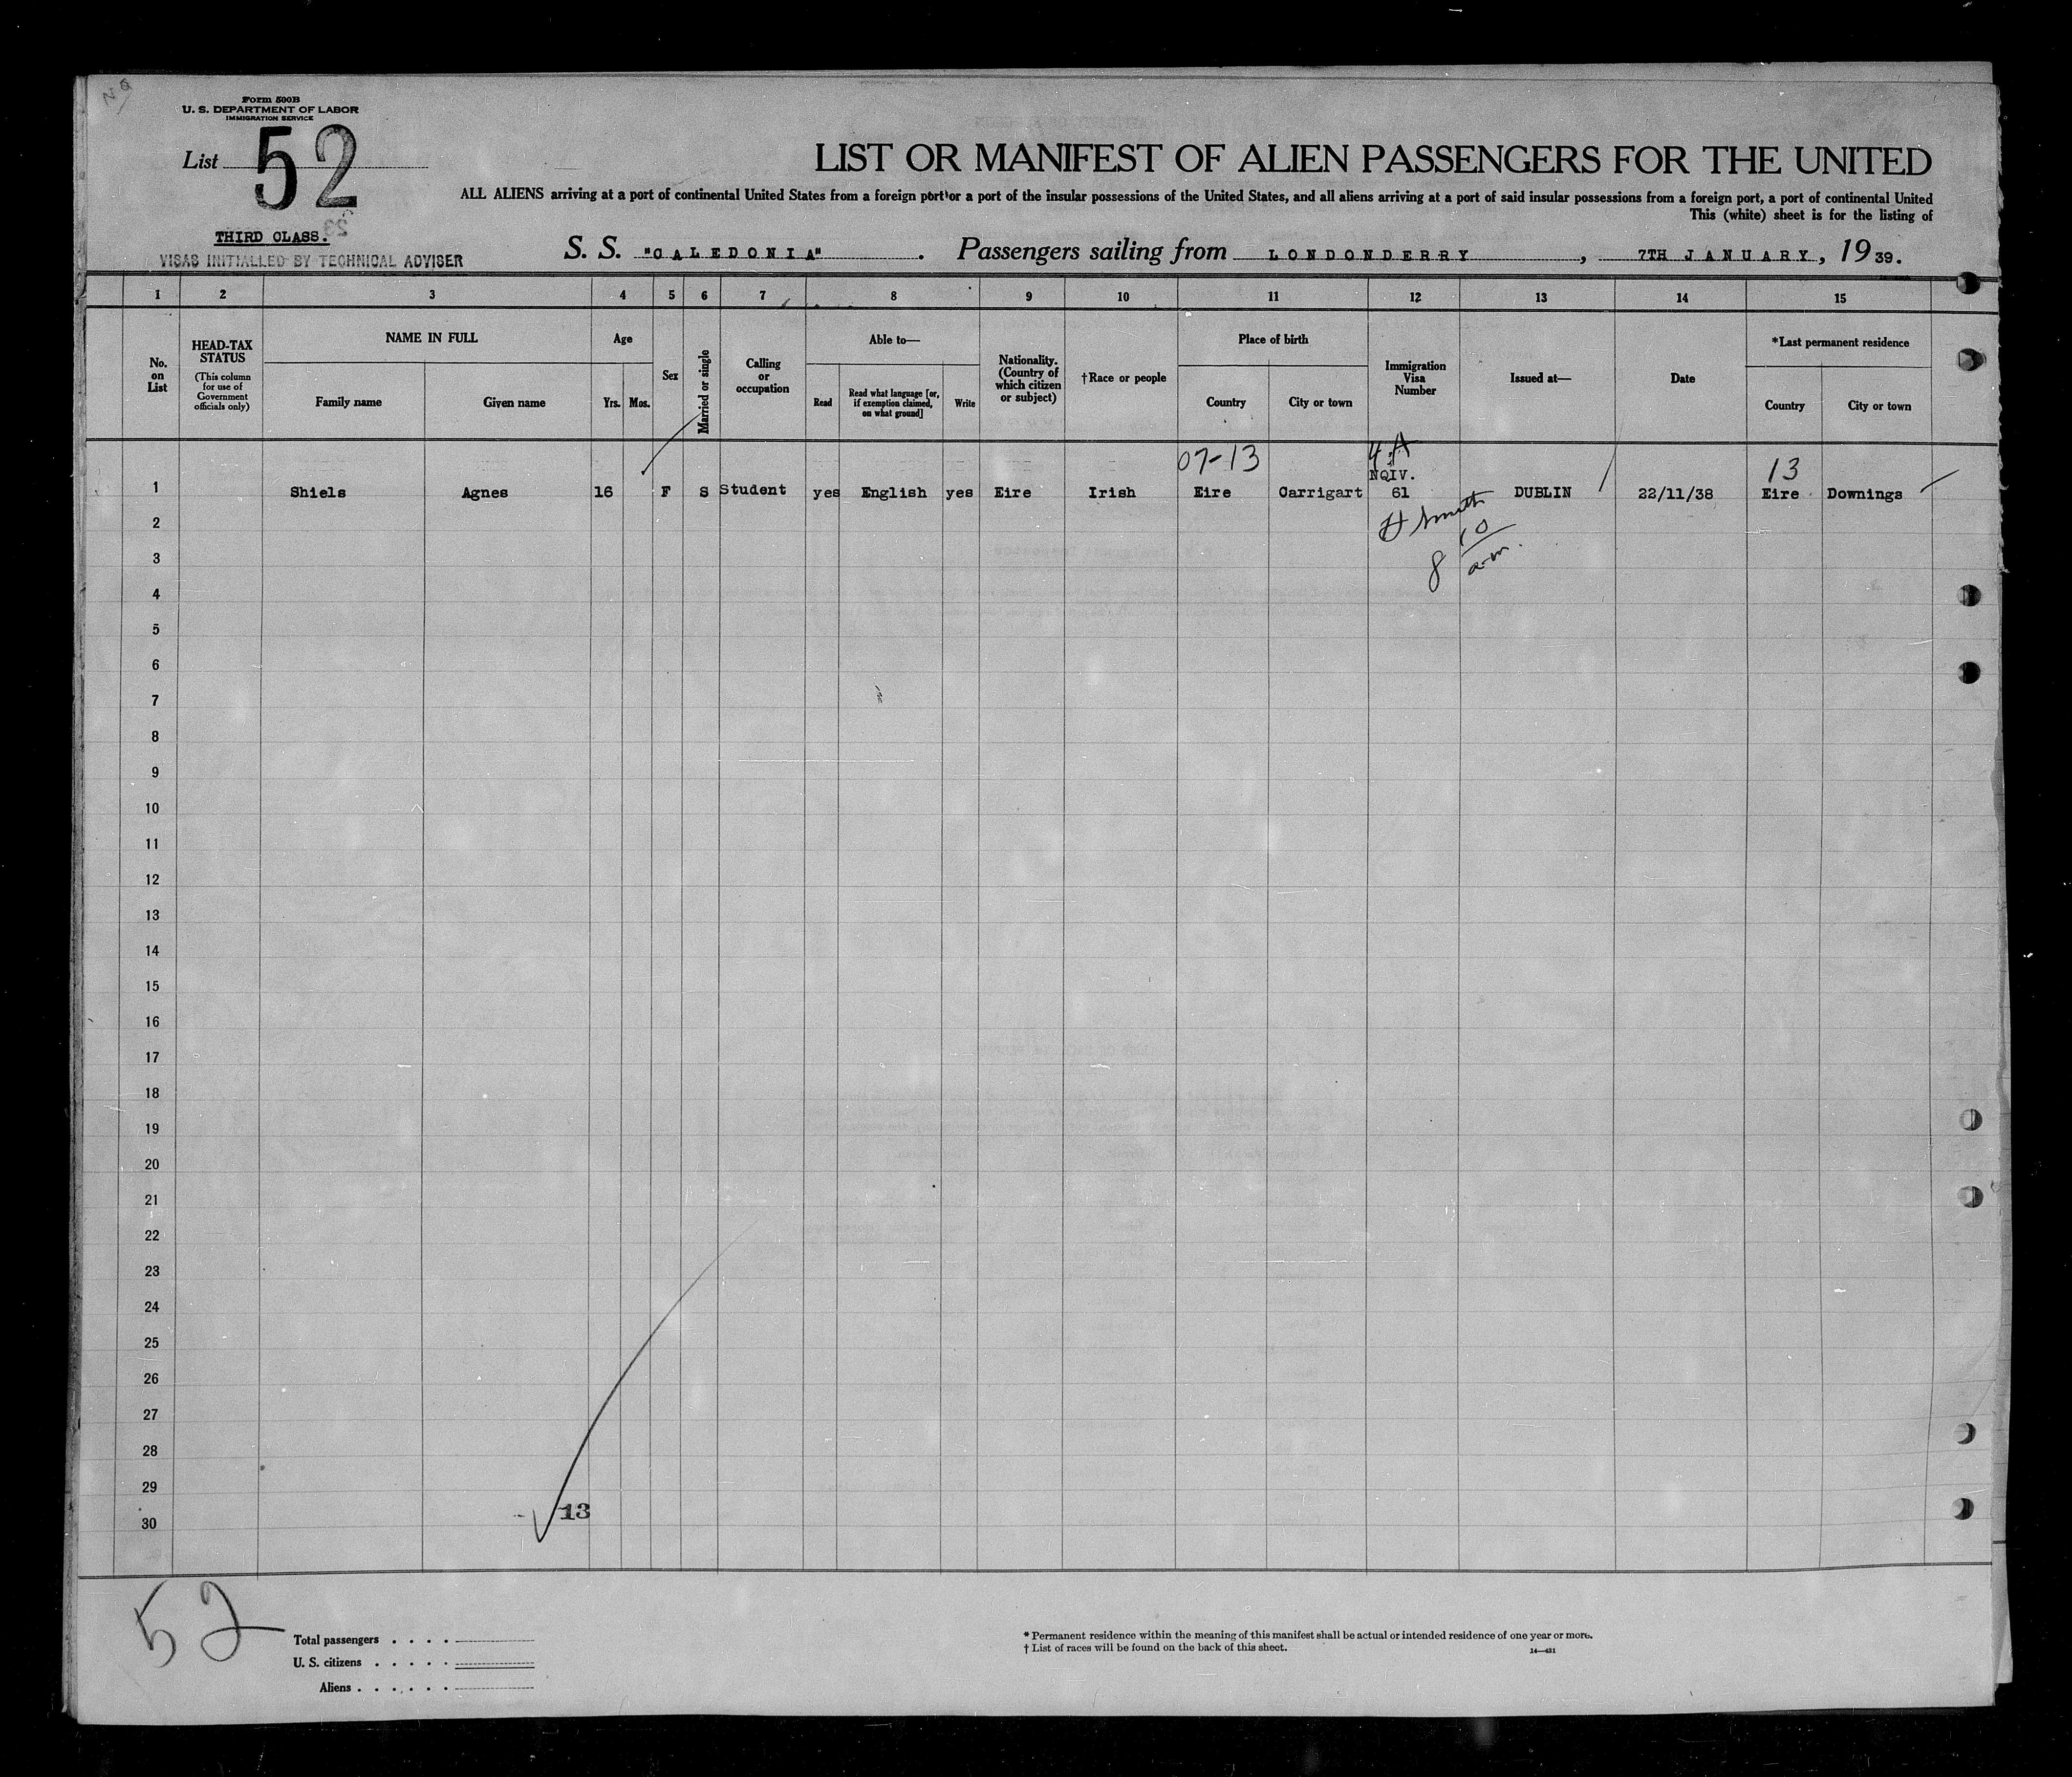 Form 500B
U. S. DEPARTMENT OF LABOR
IMMIGRATION SERVICE
List 52
LIST OR MANIFEST OF ALIEN PASSENGERS FOR THE UNITED
ALL ALIENS arriving at a port of continental United States from a foreign port or a port of the insular possessions of the United States, and all aliens arriving at a port of said insular possessions from a foreign port, a port of continental United
This (white) sheet is for the listing of
THIRD CLASS.
VISAS INITIALLED BY TECHNICAL ADVISER
S. S. "CALEDONIA". Passengers sailing from LONDONDERRY, 7TH JANUARY, 1939.
1 2 3 4 5 6 7 8 9 10 11 12 13 14 15
No. on List
HEAD-TAX STATUS
(This column for use of Government officials only)
NAME IN FULL
Family name Given name
Age
Yrs. Mos.
Sex
Married or single
Calling or occupation
Able to—
Read
Read what language [or, if exemption claimed, on what ground]
Write
Nationality. (Country of which citizen or subject)
†Race or people
Place of birth
Country City or town
Immigration Visa Number
Issued at—
Date
*Last permanent residence
Country City or town
07-13 4A 13
NQIV.
1 Shiels Agnes 16 F S Student yes English yes Eire Irish Eire Carrigart 61 DUBLIN 22/11/38 Eire Downings
Smith
8 10 a.m.
2
3
4
5
6
7
8
9
10
11
12
13
14
15
16
17
18
19
20
21
22
23
24
25
26
27
28
29
13
30
52
Total passengers . . . .
U. S. citizens . . . . .
Aliens . . . . . .
* Permanent residence within the meaning of this manifest shall be actual or intended residence of one year or more.
† List of races will be found on the back of this sheet.
14—431